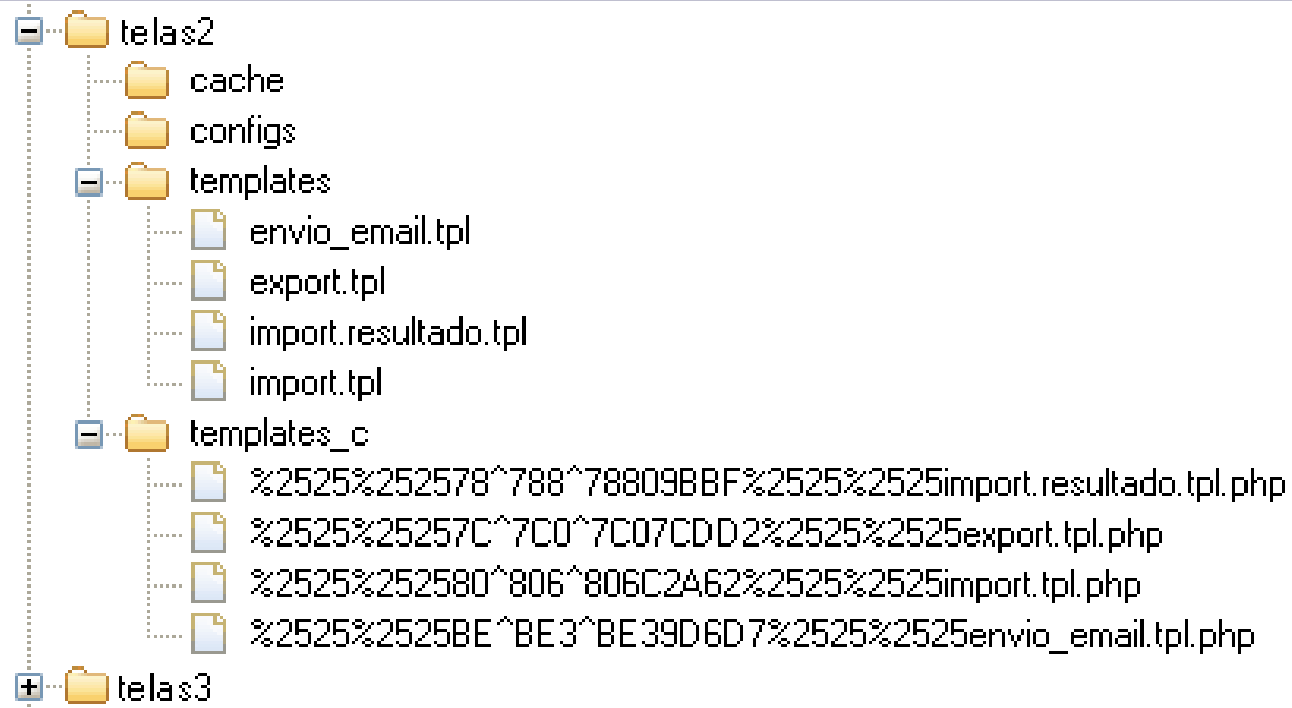 telas2
cache
configs
templates
envio_email.tpl
export.tpl
import.resultado.tpl
import.tpl
templates_c
%2525%252578^788^78809BBF%2525%2525import.resultado.tpl.php
%2525%25257C^7C0^7C07CDD2%2525%2525export.tpl.php
%2525%252580^806^806C2A62%2525%2525import.tpl.php
%2525%2525BE^BE3^BE39D6D7%2525%2525envio_email.tpl.php
telas3